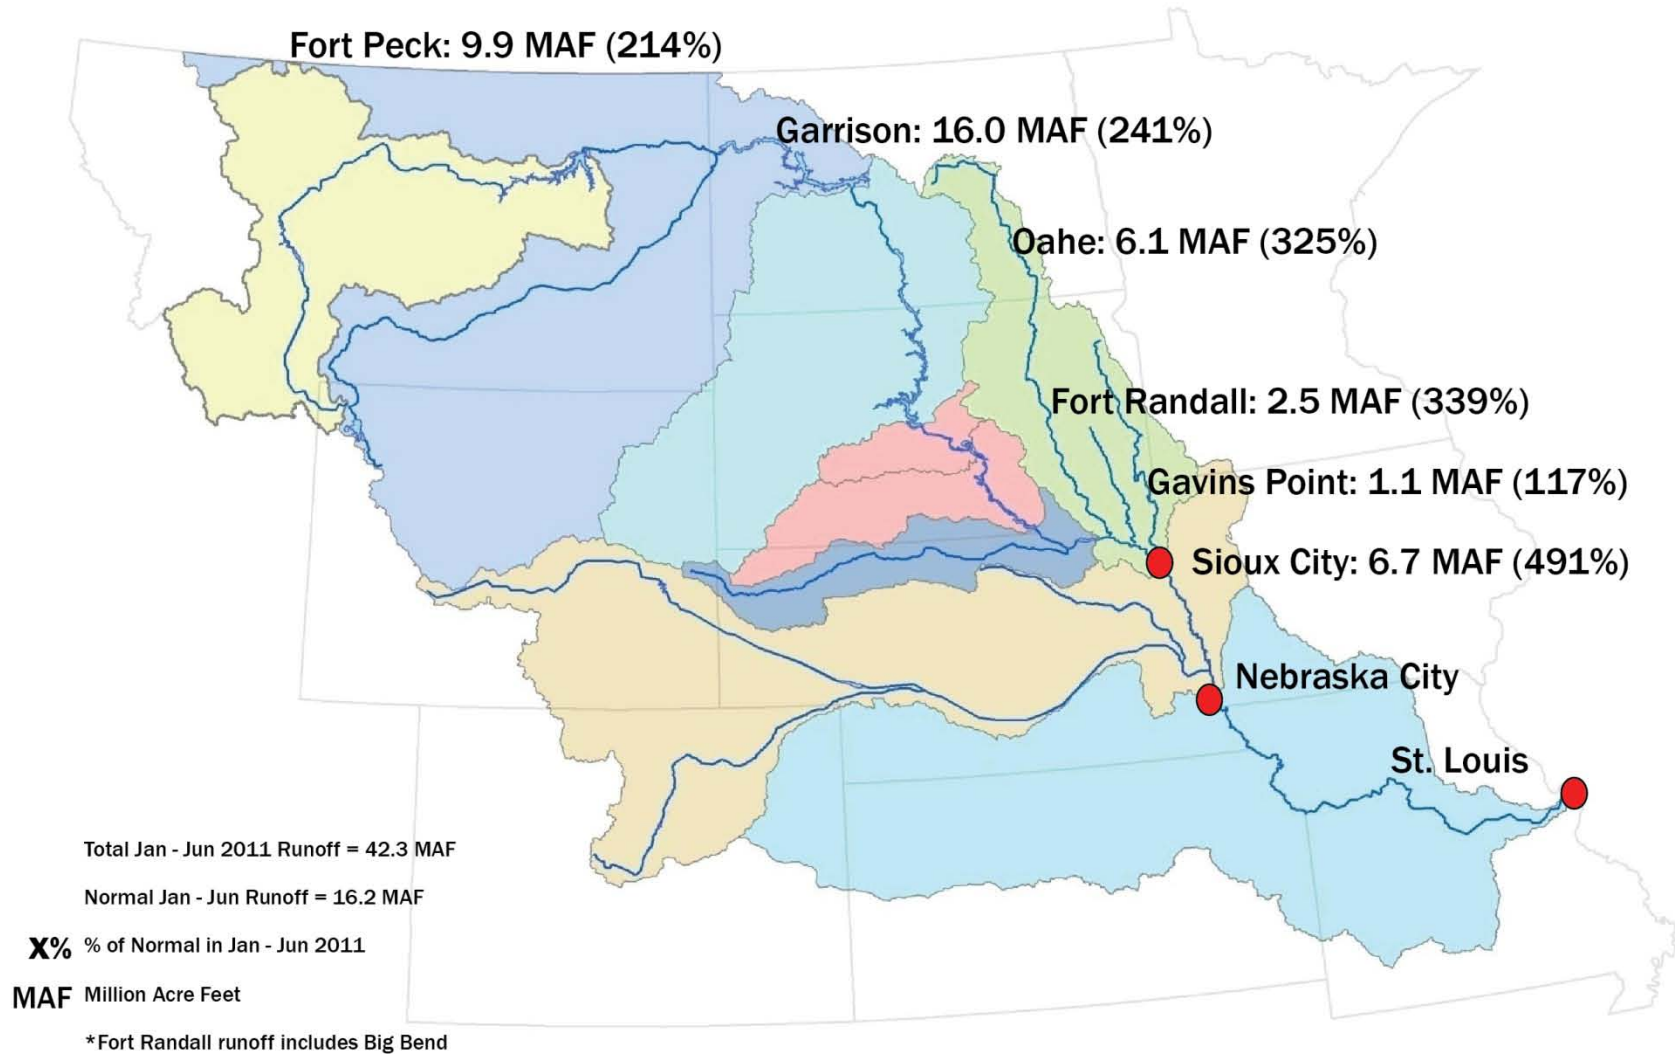 Fort Peck: 9.9 MAF (214%)
Garrison: 16.0 MAF (241%)
Oahe: 6.1 MAF (325%)
Fort Randall: 2.5 MAF (339%)
Gavins Point: 1.1 MAF (117%)
Sioux City: 6.7 MAF (491%)
Nebraska City
St. Louis
Total Jan - Jun 2011 Runoff = 42.3 MAF
Normal Jan - Jun Runoff = 16.2 MAF
X% % of Normal in Jan - Jun 2011
MAF Million Acre Feet
*Fort Randall runoff includes Big Bend